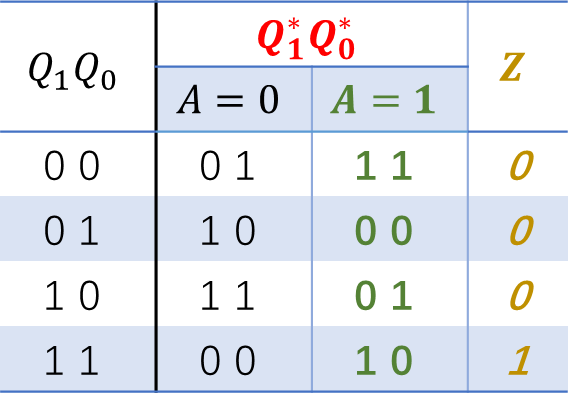 Q₁* Q₀*
Q₁Q₀ Z
A = 0 A = 1
0 0 0 1 1 1 0
0 1 1 0 0 0 0
1 0 1 1 0 1 0
1 1 0 0 1 0 1